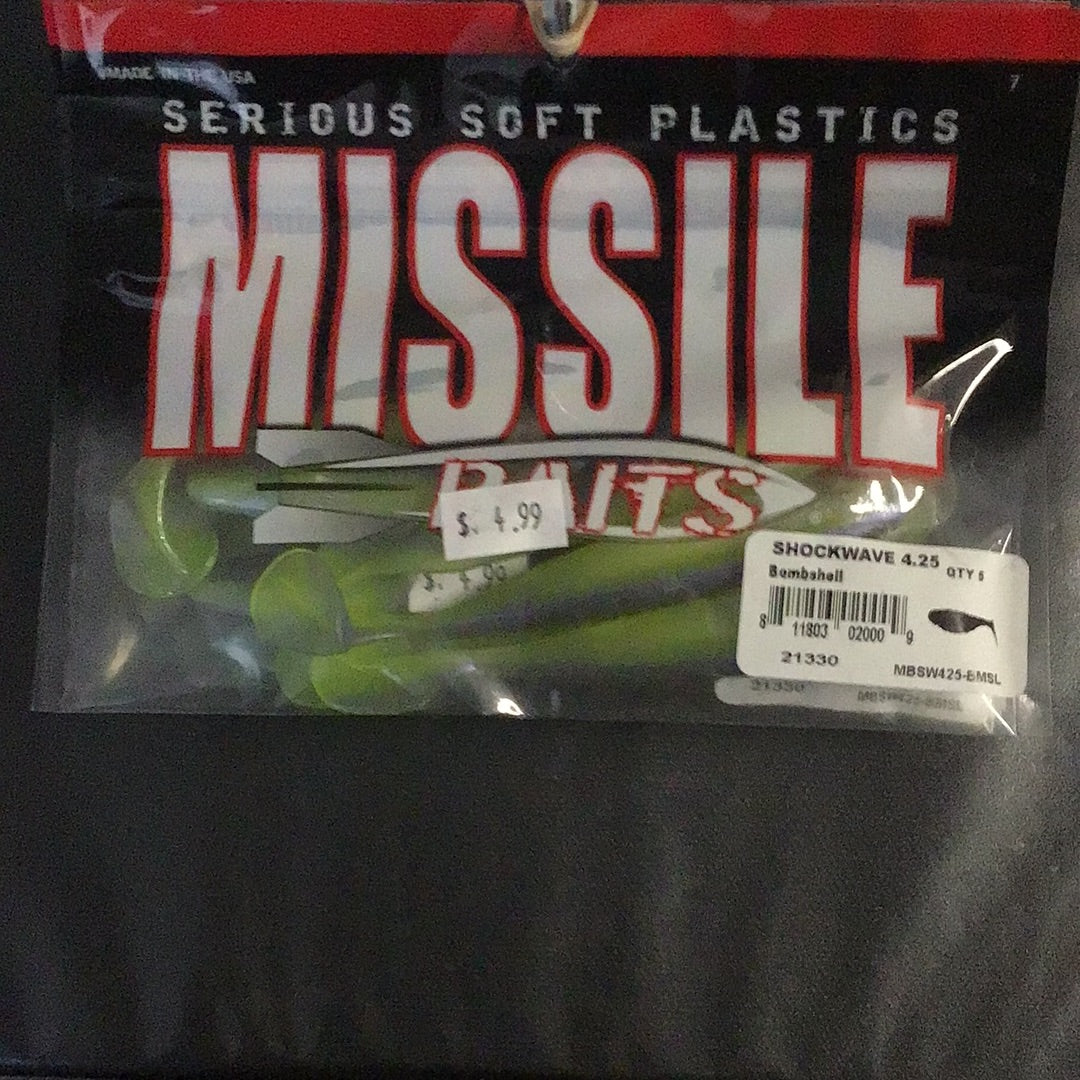 MADE IN THE USA
7
SERIOUS SOFT PLASTICS
MISSILE
BAITS
$. 4.99
SHOCKWAVE 4.25 QTY 5
Bombshell
8 11803 02000 9
21330
MBSW425-BMSL